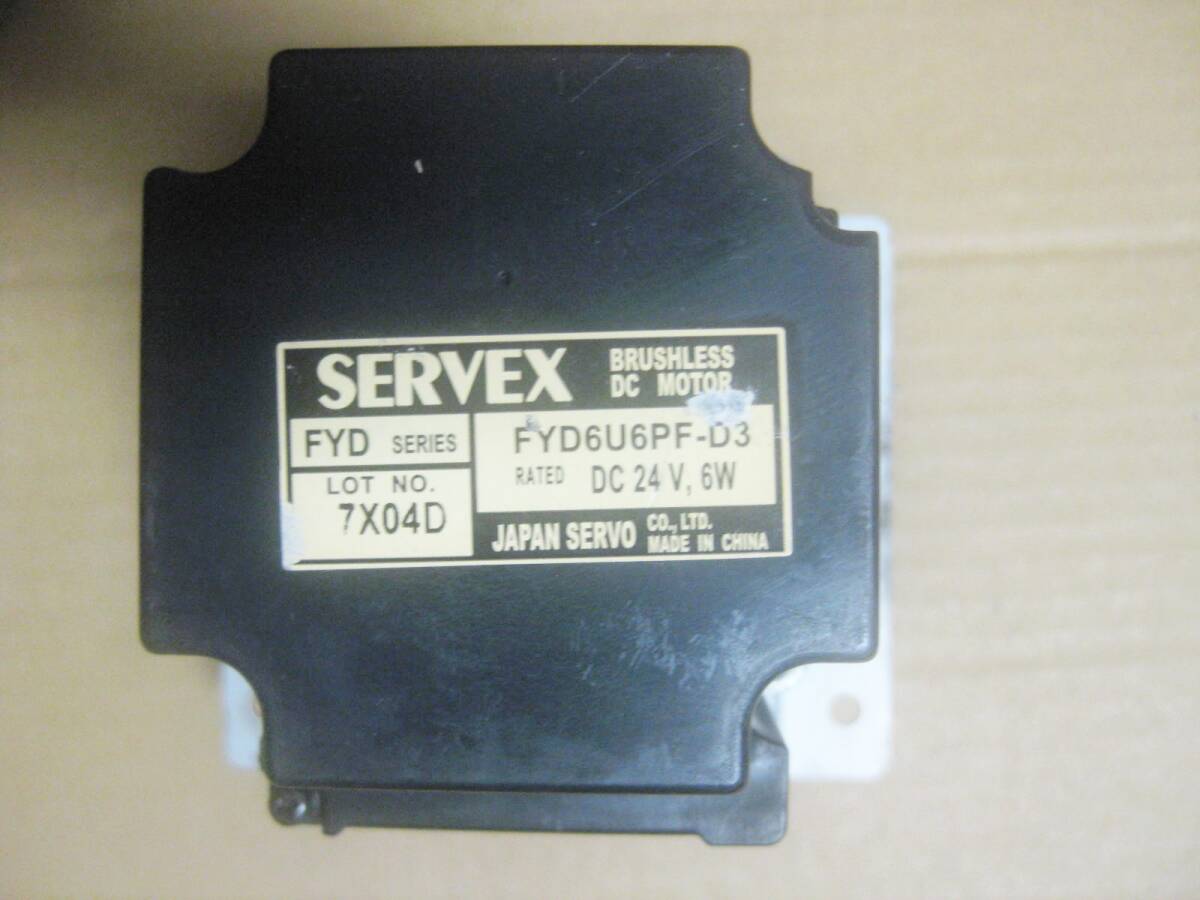 SERVEX
BRUSHLESS
DC MOTOR
FYD SERIES
FYD6U6PF-D3
RATED DC 24 V, 6W
LOT NO.
7X04D
JAPAN SERVO CO., LTD.
MADE IN CHINA